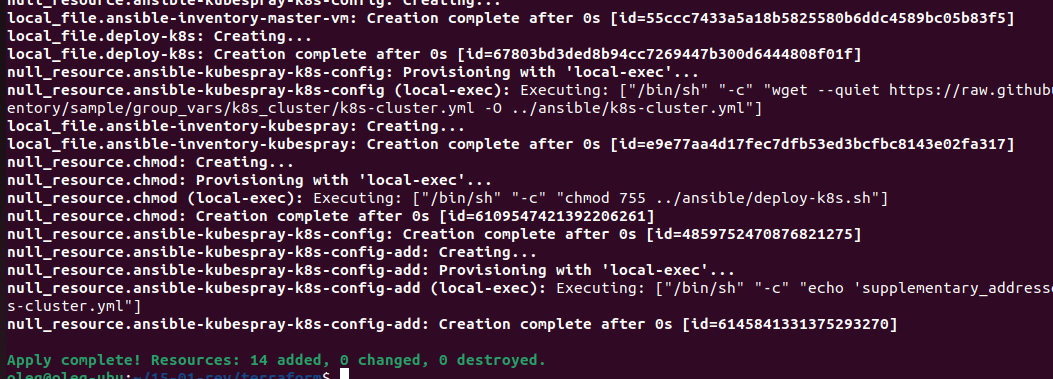 null_resource.ansible-kubespray-k8s-config: Creating...
local_file.ansible-inventory-master-vm: Creation complete after 0s [id=55ccc7433a5a18b5825580b6ddc4589bc05b83f5]
local_file.deploy-k8s: Creating...
local_file.deploy-k8s: Creation complete after 0s [id=67803bd3ded8b94cc7269447b300d6444808f01f]
null_resource.ansible-kubespray-k8s-config: Provisioning with 'local-exec'...
null_resource.ansible-kubespray-k8s-config (local-exec): Executing: ["/bin/sh" "-c" "wget --quiet https://raw.githubu
entory/sample/group_vars/k8s_cluster/k8s-cluster.yml -O ../ansible/k8s-cluster.yml"]
local_file.ansible-inventory-kubespray: Creating...
local_file.ansible-inventory-kubespray: Creation complete after 0s [id=e9e77aa4d17fec7dfb53ed3bcfbc8143e02fa317]
null_resource.chmod: Creating...
null_resource.chmod: Provisioning with 'local-exec'...
null_resource.chmod (local-exec): Executing: ["/bin/sh" "-c" "chmod 755 ../ansible/deploy-k8s.sh"]
null_resource.chmod: Creation complete after 0s [id=6109547421392206261]
null_resource.ansible-kubespray-k8s-config: Creation complete after 0s [id=4859752470876821275]
null_resource.ansible-kubespray-k8s-config-add: Creating...
null_resource.ansible-kubespray-k8s-config-add: Provisioning with 'local-exec'...
null_resource.ansible-kubespray-k8s-config-add (local-exec): Executing: ["/bin/sh" "-c" "echo 'supplementary_addresse
s-cluster.yml"]
null_resource.ansible-kubespray-k8s-config-add: Creation complete after 0s [id=6145841331375293270]
Apply complete! Resources: 14 added, 0 changed, 0 destroyed.
oleg@oleg-ubu:~/15-01-rev/terraform$